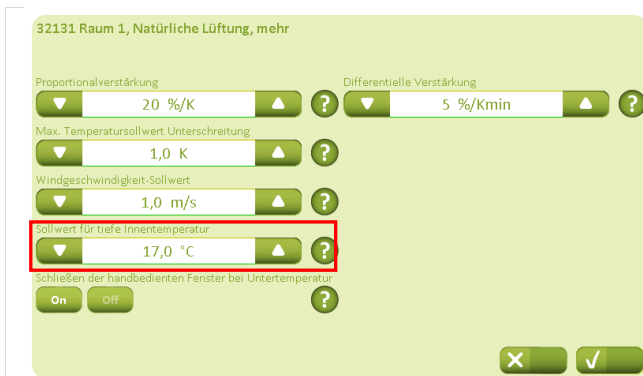 32131 Raum 1, Natürliche Lüftung, mehr
Proportionalverstärkung
20 %/K
?
Differentielle Verstärkung
5 %/Kmin
?
Max. Temperatursollwert Unterschreitung
1,0 K
?
Windgeschwindigkeit-Sollwert
1,0 m/s
?
Sollwert für tiefe Innentemperatur
17,0 °C
?
Schließen der handbedienten Fenster bei Untertemperatur
On Off
?